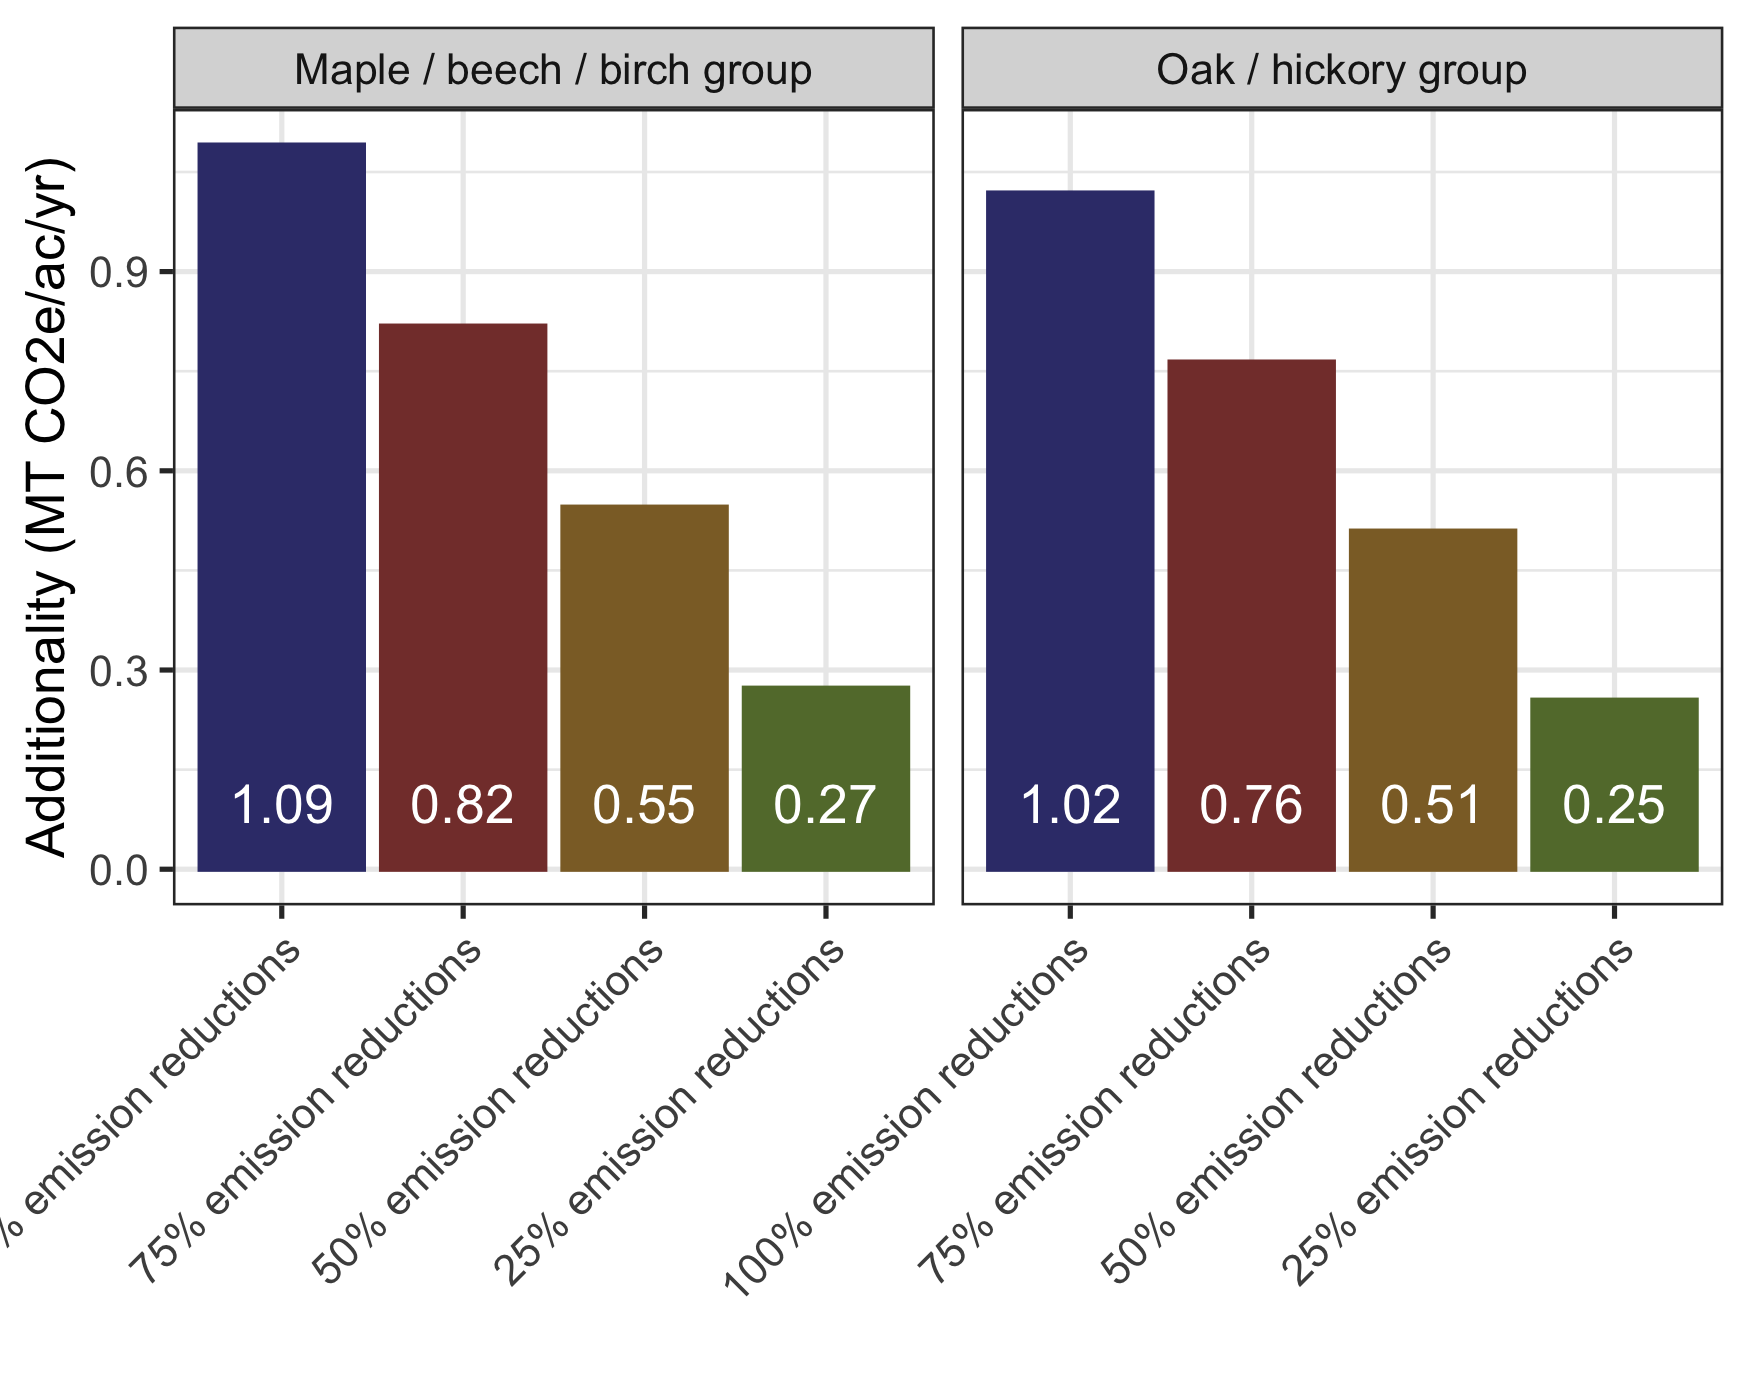 Maple / beech / birch group
Oak / hickory group
Additionality (MT CO2e/ac/yr)
0.9
0.6
0.3
0.0
1.09
0.82
0.55
0.27
1.02
0.76
0.51
0.25
% emission reductions
75% emission reductions
50% emission reductions
25% emission reductions
100% emission reductions
75% emission reductions
50% emission reductions
25% emission reductions